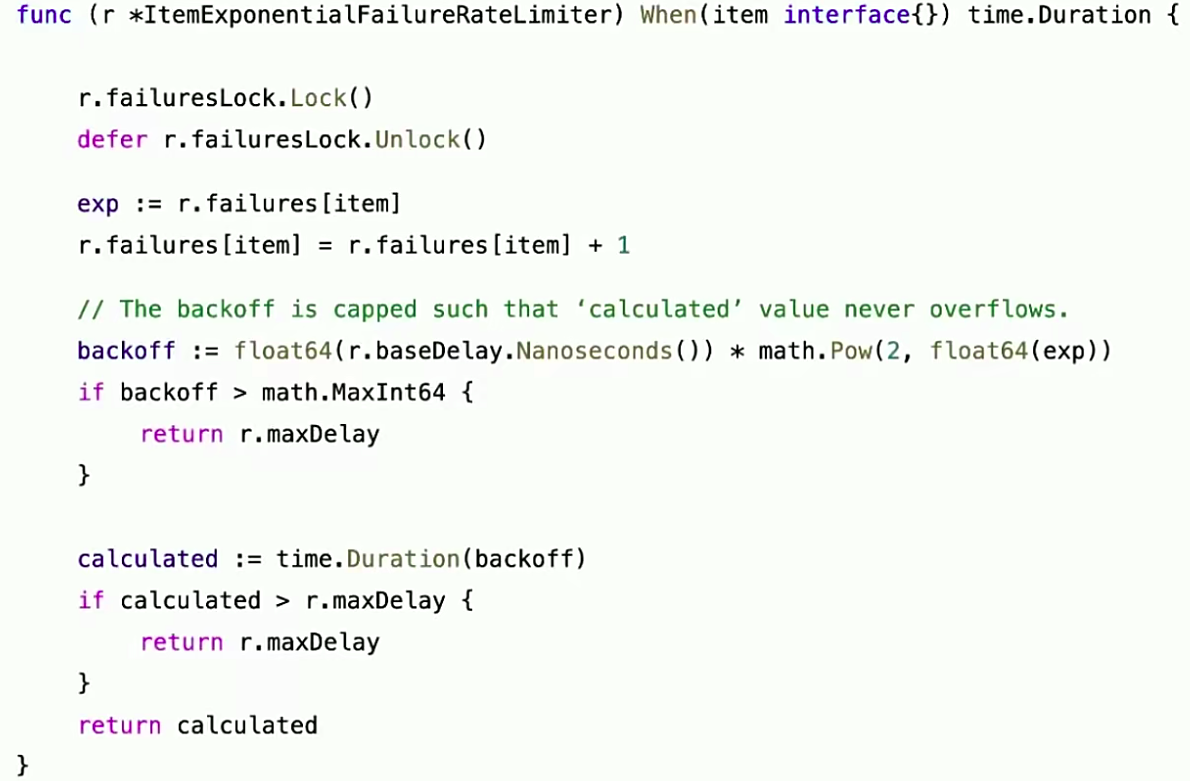 func (r *ItemExponentialFailureRateLimiter) When(item interface{}) time.Duration {
r.failuresLock.Lock()
defer r.failuresLock.Unlock()
exp := r.failures[item]
r.failures[item] = r.failures[item] + 1
// The backoff is capped such that ‘calculated’ value never overflows.
backoff := float64(r.baseDelay.Nanoseconds()) * math.Pow(2, float64(exp))
if backoff > math.MaxInt64 {
return r.maxDelay
}
calculated := time.Duration(backoff)
if calculated > r.maxDelay {
return r.maxDelay
}
return calculated
}